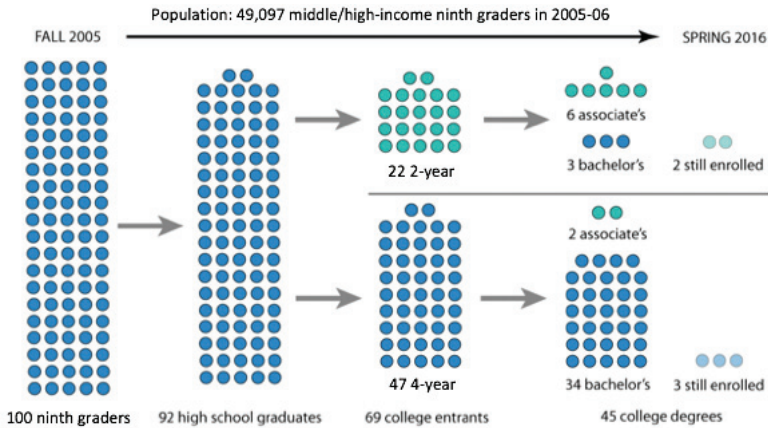 Population: 49,097 middle/high-income ninth graders in 2005-06
FALL 2005
SPRING 2016
6 associate's
22 2-year
3 bachelor's
2 still enrolled
2 associate's
47 4-year
34 bachelor's
3 still enrolled
100 ninth graders
92 high school graduates
69 college entrants
45 college degrees